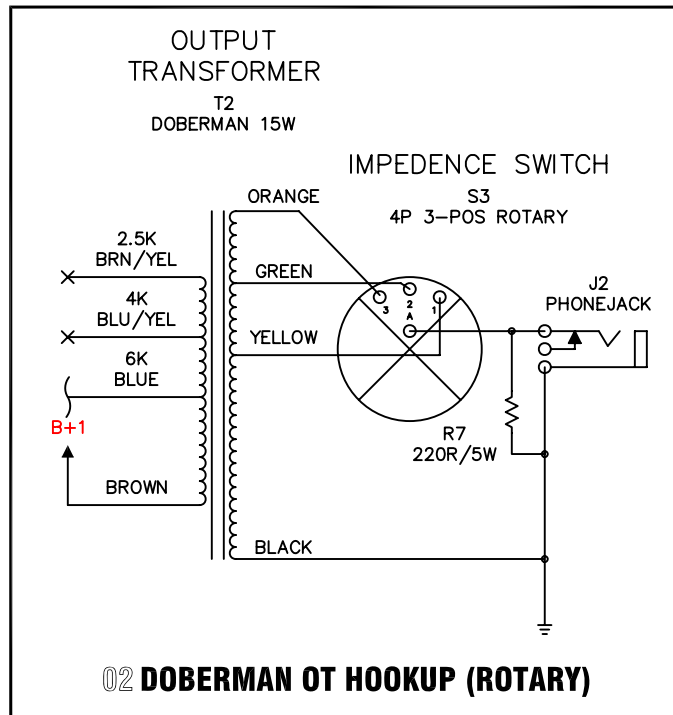 OUTPUT
TRANSFORMER
T2
DOBERMAN 15W
IMPEDENCE SWITCH
S3
4P 3-POS ROTARY
ORANGE
2.5K
BRN/YEL
GREEN
J2
PHONEJACK
3
2
1
A
4K
BLU/YEL
YELLOW
6K
BLUE
B+1
R7
220R/5W
BROWN
BLACK
02 DOBERMAN OT HOOKUP (ROTARY)